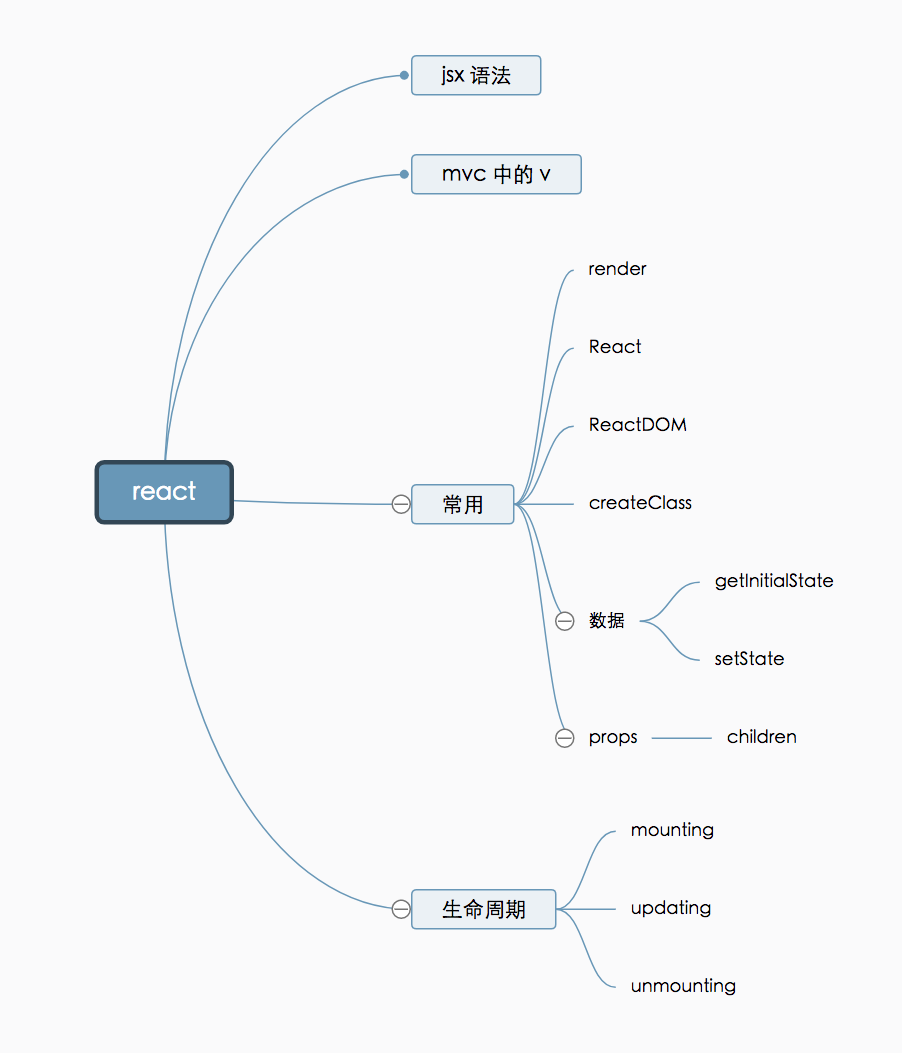 jsx 语法
mvc 中的 v
render
React
ReactDOM
createClass
react
常用
getInitialState
数据
setState
props
children
mounting
生命周期
updating
unmounting